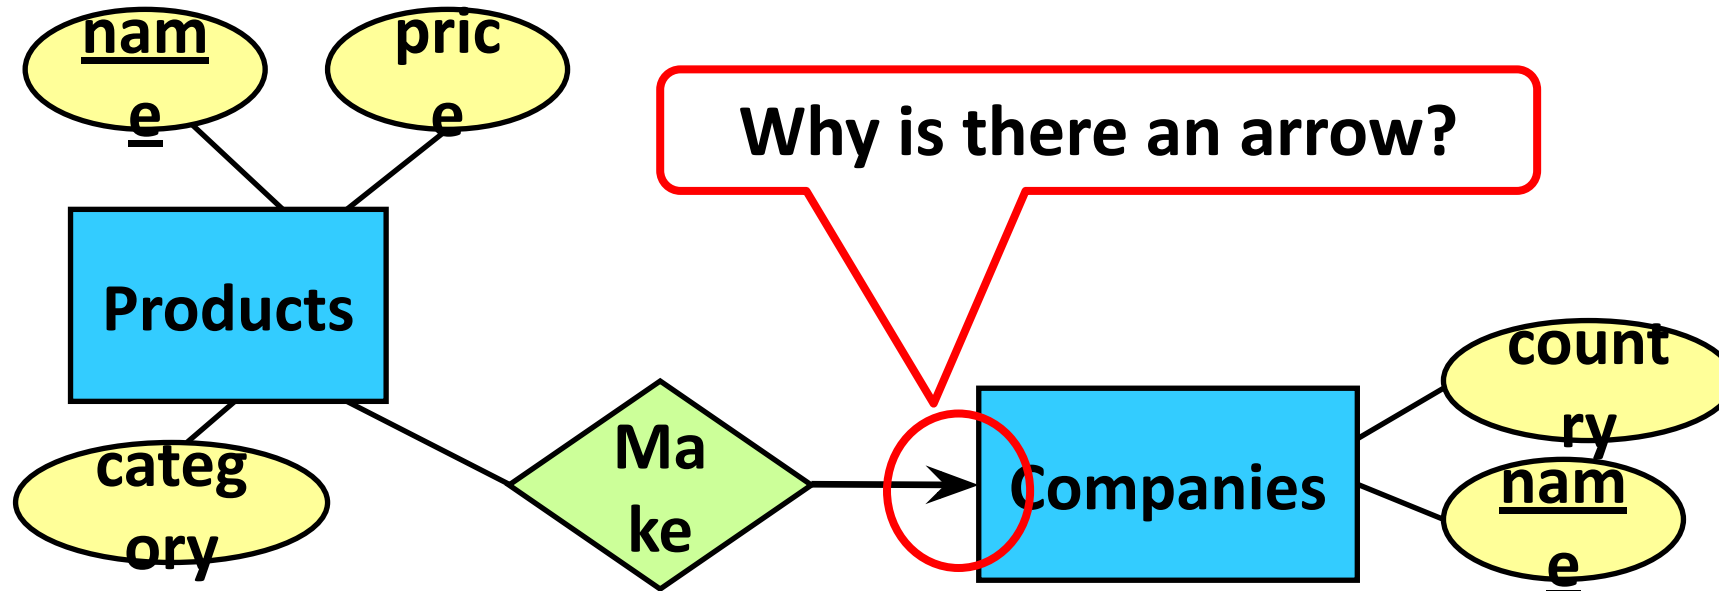 nam
e
pric
e
Why is there an arrow?
Products
categ
ory
Ma
ke
Companies
count
ry
nam
e